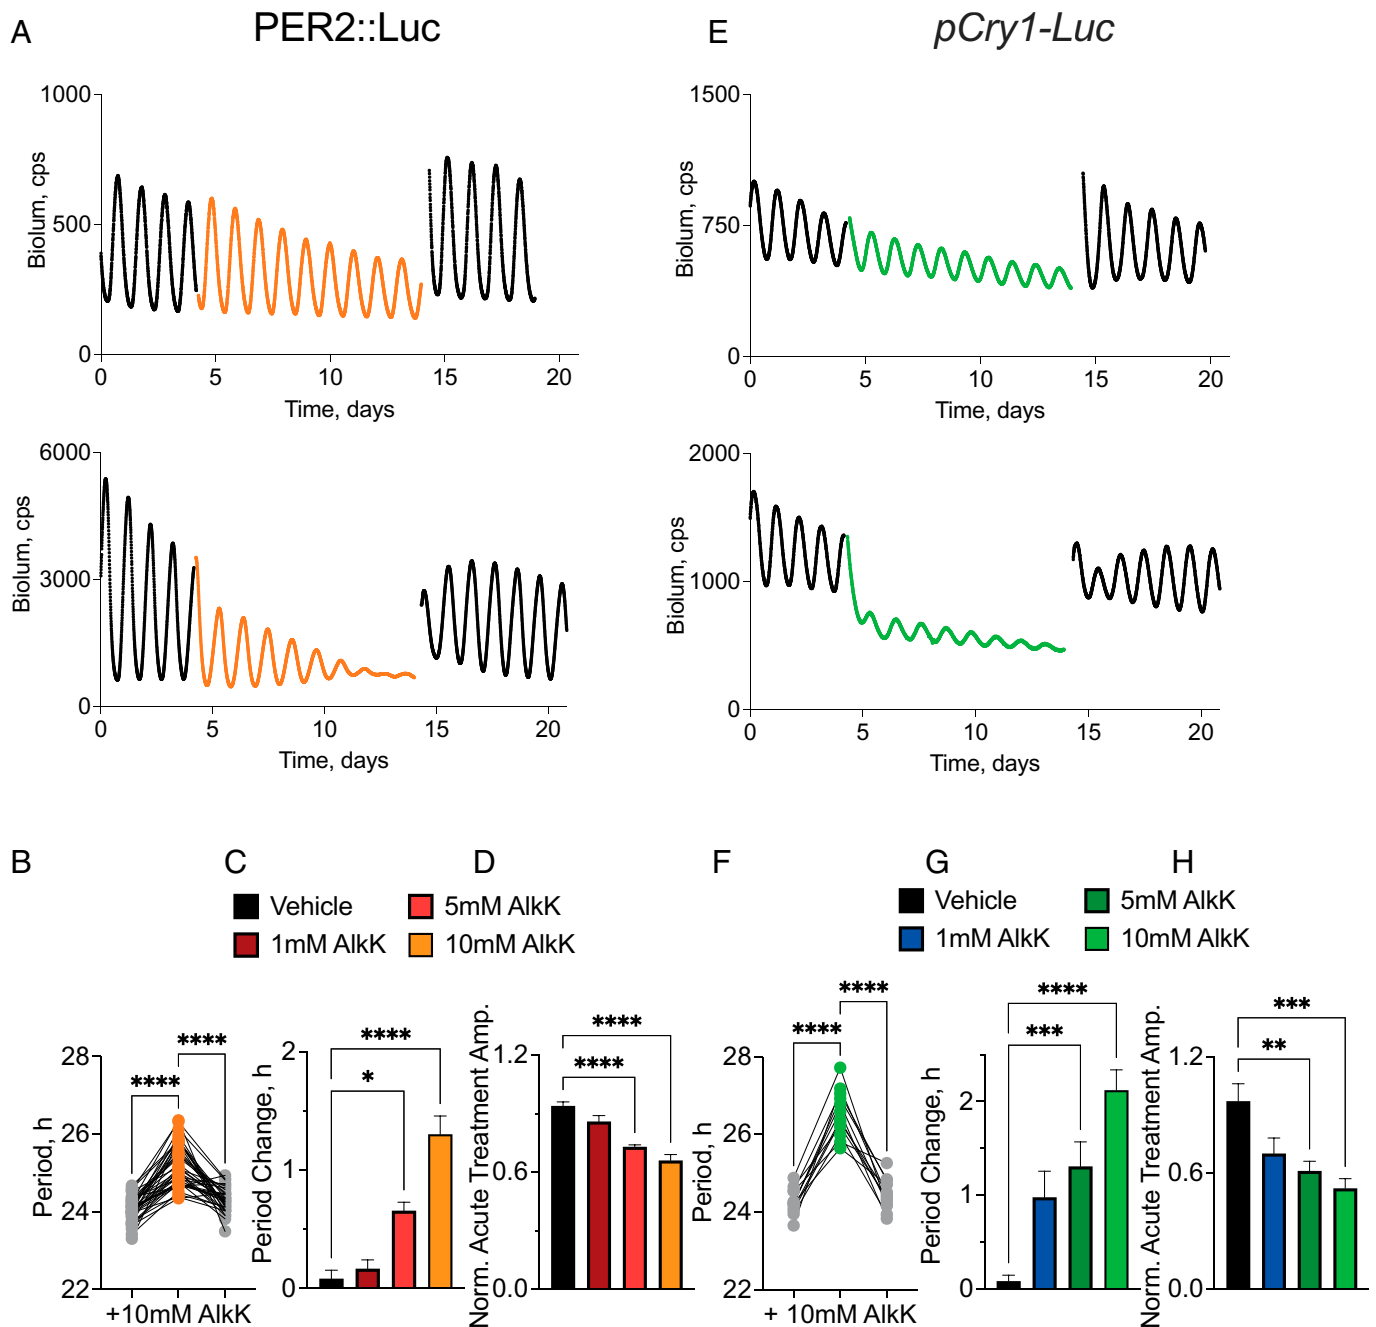 A
PER2::Luc
E
pCry1-Luc
1000
500
0
Biolum, cps
0 5 10 15 20
Time, days
1500
750
0
Biolum, cps
0 5 10 15 20
Time, days
6000
3000
0
Biolum, cps
0 5 10 15 20
Time, days
2000
1000
0
Biolum, cps
0 5 10 15 20
Time, days
B
C
D
Vehicle
5mM AlkK
1mM AlkK
10mM AlkK
F
G
H
Vehicle
5mM AlkK
1mM AlkK
10mM AlkK
28
26
24
22
Period, h
****
****
+10mM AlkK
2
1
0
Period Change, h
****
*
1.2
0.6
0.0
Norm. Acute Treatment Amp.
****
****
28
26
24
22
Period, h
****
****
+ 10mM AlkK
2
1
0
Period Change, h
****
***
1.2
0.6
0.0
Norm. Acute Treatment Amp.
***
**